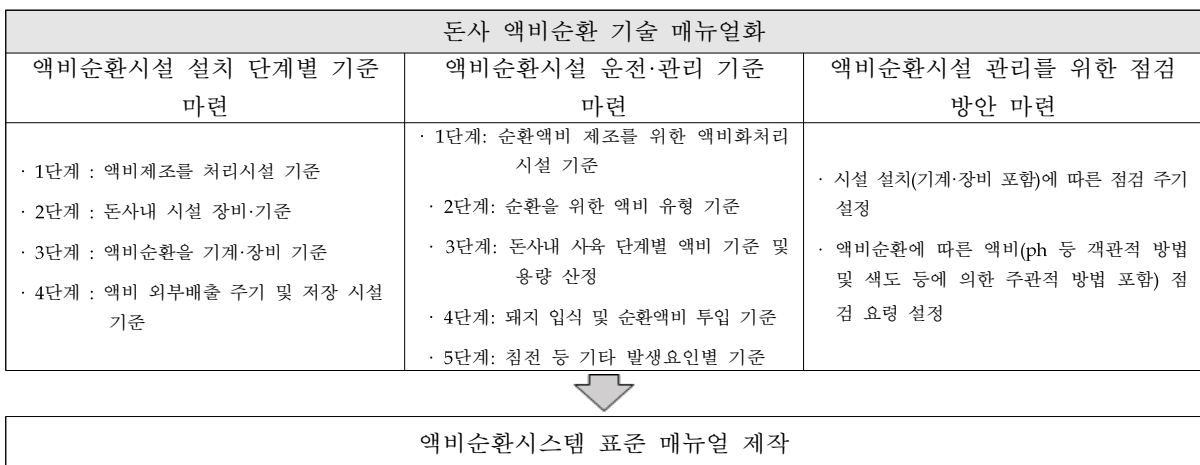 돈사 액비순환 기술 매뉴얼화
액비순환시설 설치 단계별 기준
마련
· 1단계 : 액비제조를 처리시설 기준
· 2단계 : 돈사내 시설 장비·기준
· 3단계 : 액비순환을 기계·장비 기준
· 4단계 : 액비 외부배출 주기 및 저장 시설
기준
액비순환시설 운전·관리 기준
마련
· 1단계: 순환액비 제조를 위한 액비화처리
시설 기준
· 2단계: 순환을 위한 액비 유형 기준
· 3단계: 돈사내 사육 단계별 액비 기준 및
용량 산정
· 4단계: 돼지 입식 및 순환액비 투입 기준
· 5단계: 침전 등 기타 발생요인별 기준
액비순환시설 관리를 위한 점검
방안 마련
· 시설 설치(기계·장비 포함)에 따른 점검 주기
설정
· 액비순환에 따른 액비(ph 등 객관적 방법
및 색도 등에 의한 주관적 방법 포함) 점
검 요령 설정
액비순환시스템 표준 매뉴얼 제작